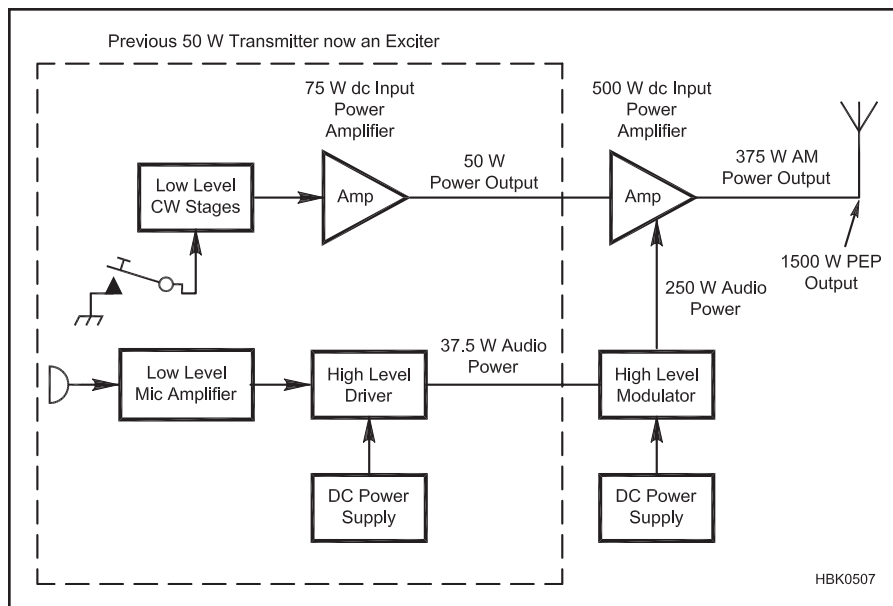 Previous 50 W Transmitter now an Exciter
75 W dc Input
Power
Amplifier
500 W dc Input
Power
Amplifier
Low Level
CW Stages
Amp
50 W
Power Output
Amp
375 W AM
Power Output
1500 W PEP
Output
250 W Audio
Power
Low Level
Mic Amplifier
High Level
Driver
37.5 W Audio
Power
High Level
Modulator
DC Power
Supply
DC Power
Supply
HBK0507